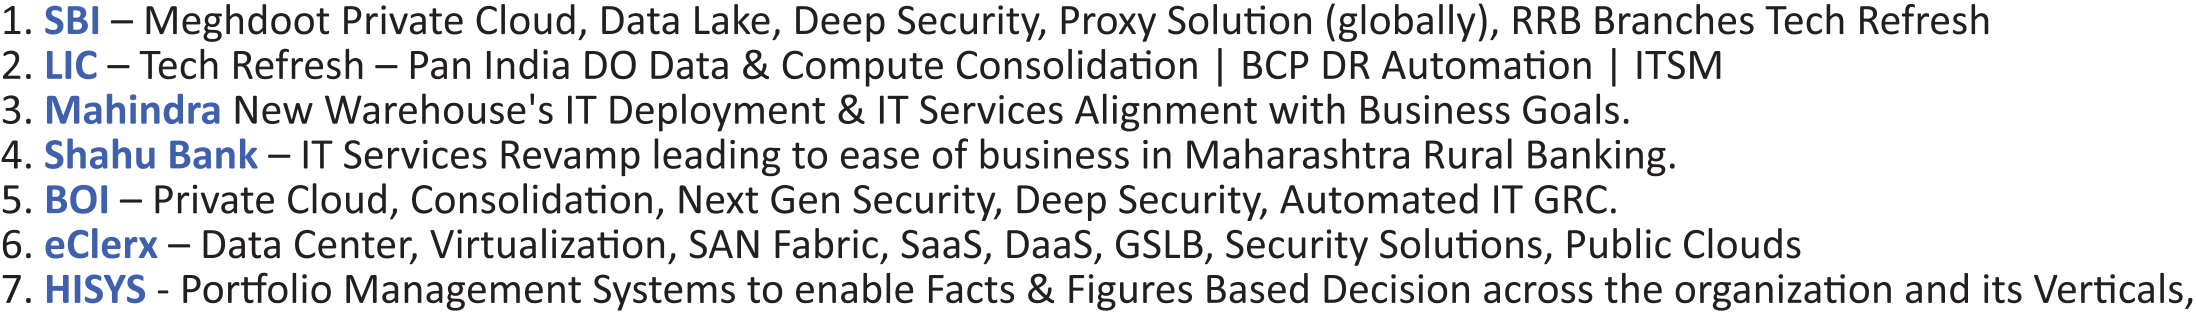 1. SBI – Meghdoot Private Cloud, Data Lake, Deep Security, Proxy Solution (globally), RRB Branches Tech Refresh
2. LIC – Tech Refresh – Pan India DO Data & Compute Consolidation | BCP DR Automation | ITSM
3. Mahindra New Warehouse's IT Deployment & IT Services Alignment with Business Goals.
4. Shahu Bank – IT Services Revamp leading to ease of business in Maharashtra Rural Banking.
5. BOI – Private Cloud, Consolidation, Next Gen Security, Deep Security, Automated IT GRC.
6. eClerx – Data Center, Virtualization, SAN Fabric, SaaS, DaaS, GSLB, Security Solutions, Public Clouds
7. HISYS - Portfolio Management Systems to enable Facts & Figures Based Decision across the organization and its Verticals,